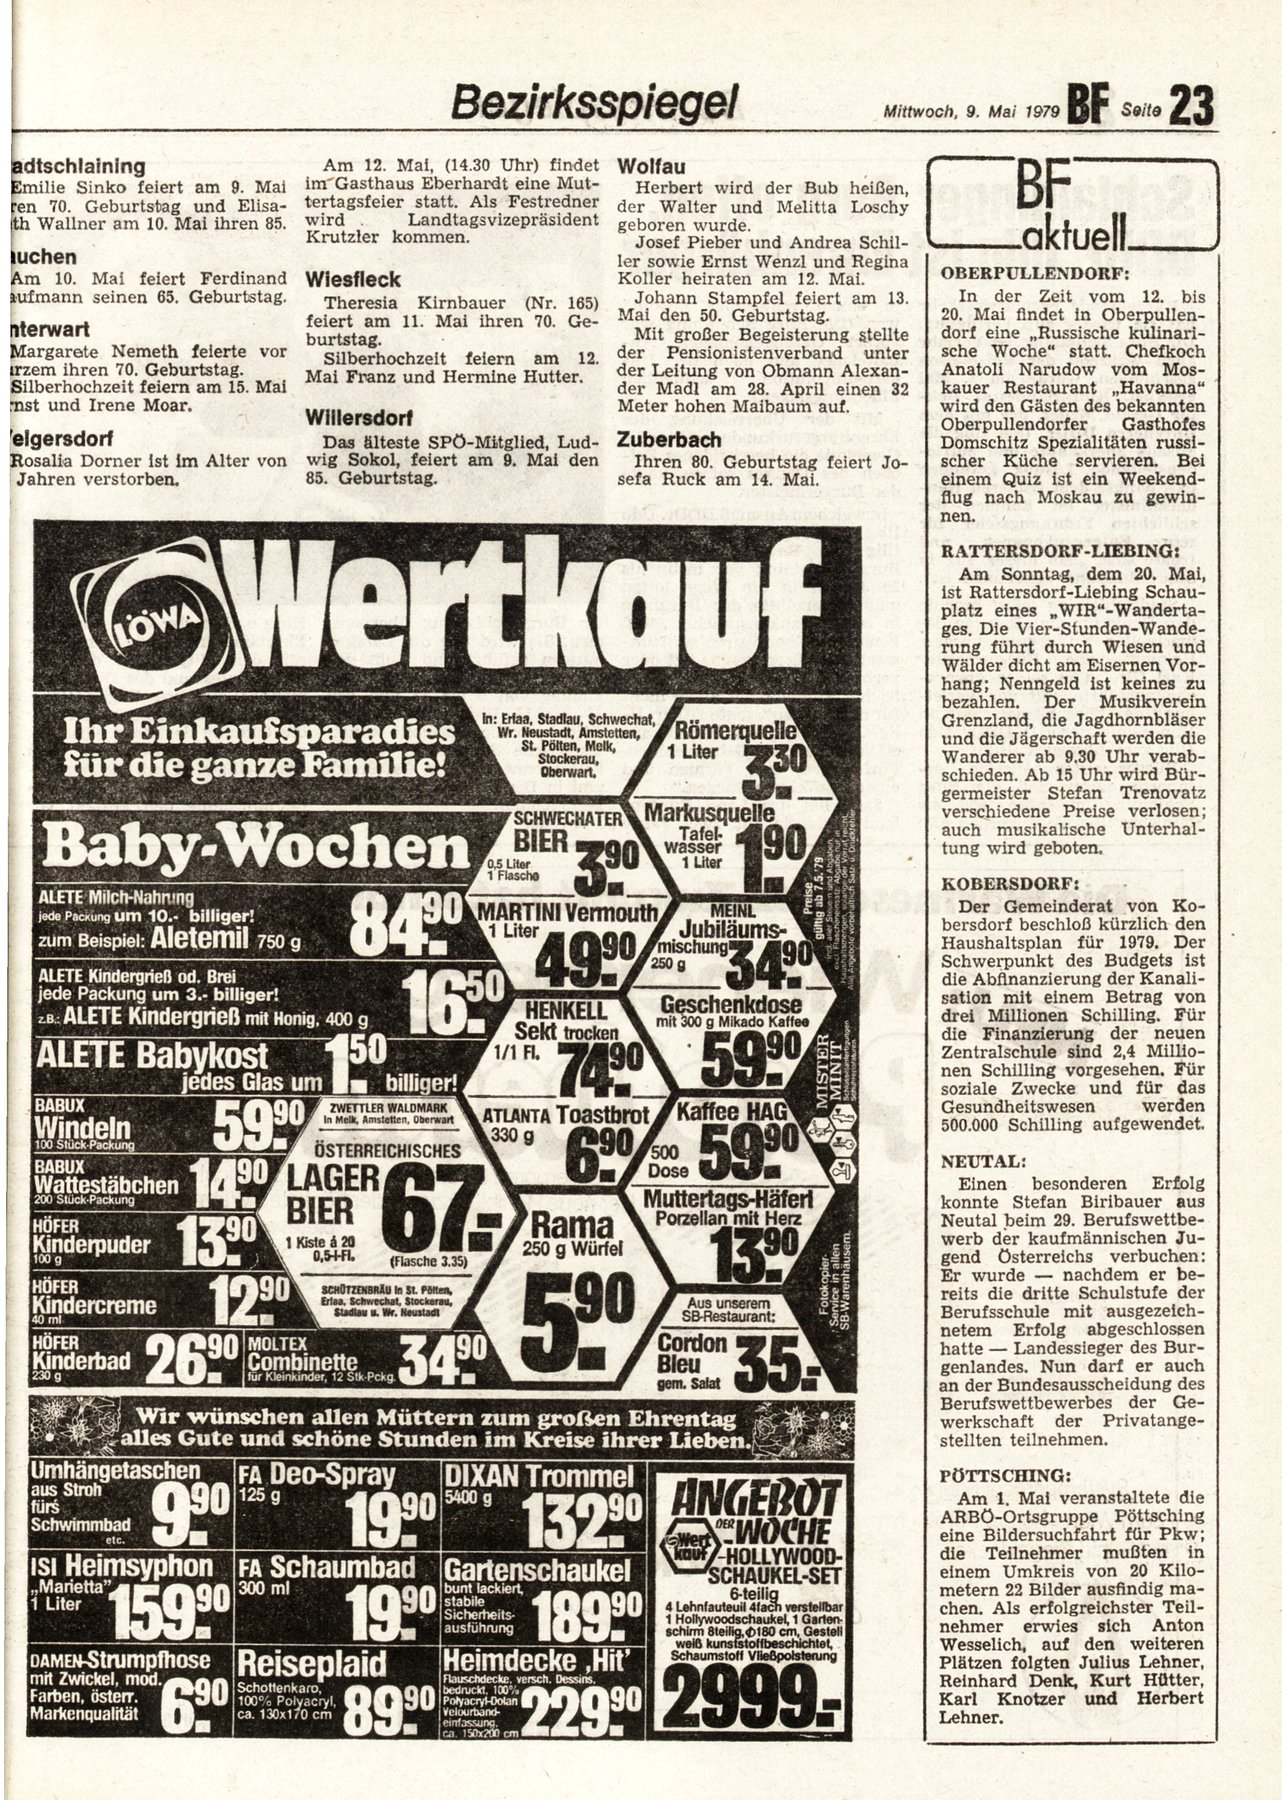 Bezirksspiegel
Mittwoch, 9. Mai 1979 BF Seite 23
adtschlaining
Emilie Sinko feiert am 9. Mai
ren 70. Geburtstag und Elisa-
th Wallner am 10. Mai ihren 85.
uchen
Am 10. Mai feiert Ferdinand
ufmann seinen 65. Geburtstag.
nterwart
Margarete Nemeth feierte vor
rzem ihren 70. Geburtstag.
Silberhochzeit feiern am 15. Mai
rnst und Irene Moar.
elgersdorf
Rosalia Dorner ist im Alter von
Jahren verstorben.
Am 12. Mai, (14.30 Uhr) findet
im Gasthaus Eberhardt eine Mut-
tertagsfeier statt. Als Festredner
wird Landtagsvizepräsident
Krutzler kommen.
Wiesfleck
Theresia Kirnbauer (Nr. 165)
feiert am 11. Mai ihren 70. Ge-
burtstag.
Silberhochzeit feiern am 12.
Mai Franz und Hermine Hutter.
Willersdorf
Das älteste SPÖ-Mitglied, Lud-
wig Sokol, feiert am 9. Mai den
85. Geburtstag.
Wolfau
Herbert wird der Bub heißen,
der Walter und Melitta Loschy
geboren wurde.
Josef Pieber und Andrea Schil-
ler sowie Ernst Wenzl und Regina
Koller heiraten am 12. Mai.
Johann Stampfel feiert am 13.
Mai den 50. Geburtstag.
Mit großer Begeisterung stellte
der Pensionistenverband unter
der Leitung von Obmann Alexan-
der Madl am 28. April einen 32
Meter hohen Maibaum auf.
Zuberbach
Ihren 80. Geburtstag feiert Jo-
sefa Ruck am 14. Mai.
LÖWA
Wertkauf
Ihr Einkaufsparadies
für die ganze Familie!
In: Erlaa, Stadlau, Schwechat,
Wr. Neustadt, Amstetten,
St. Pölten, Melk,
Stockerau,
Oberwart.
Römerquelle
1 Liter
3.30
Baby-Wochen
SCHWECHATER
BIER
0,5 Liter
1 Flasche
3.90
Markusquelle
Tafel-
wasser
1 Liter
1.90
ALETE Milch-Nahrung
jede Packung um 10.- billiger!
zum Beispiel: Aletemil 750 g
84.90
MARTINI Vermouth
1 Liter
49.90
MEINL
Jubiläums-
mischung
250 g
34.90
Preise
gültig ab 7.5.'79
ALETE Kindergrieß od. Brei
jede Packung um 3.- billiger!
z.B.: ALETE Kindergrieß mit Honig, 400 g
16.50
HENKELL
Sekt trocken
1/1 Fl.
74.90
Geschenkdose
mit 300 g Mikado Kaffee
59.90
MISTER
MINIT
ALETE Babykost
jedes Glas um 1.50 billiger!
ATLANTA Toastbrot
330 g
6.90
Kaffee HAG
500
Dose
59.90
BABUX
Windeln
100 Stück-Packung
59.90
BABUX
Wattestäbchen
200 Stück-Packung
14.90
HÖFER
Kinderpuder
100 g
13.90
HÖFER
Kindercreme
40 ml
12.90
ZWETTLER WALDMARK
in Melk, Amstetten, Oberwart
ÖSTERREICHISCHES
LAGER
BIER
67.-
1 Kiste á 20
0,5-l-Fl.
(Flasche 3.35)
SCHÜTZENBRÄU in St. Pölten,
Erlaa, Schwechat, Stockerau,
Stadlau u. Wr. Neustadt
Rama
250 g Würfel
5.90
Muttertags-Häferl
Porzellan mit Herz
13.90
Fotokopier-
Service in allen
SB-Warenhäusern.
Aus unserem
SB-Restaurant:
Cordon
Bleu
gem. Salat
35.-
HÖFER
Kinderbad
230 g
26.90
MOLTEX
Combinette
für Kleinkinder, 12 Stk-Pckg.
34.90
Wir wünschen allen Müttern zum großen Ehrentag
alles Gute und schöne Stunden im Kreise ihrer Lieben.
Umhängetaschen
aus Stroh
fürs
Schwimmbad
etc.
9.90
FA Deo-Spray
125 g
19.90
DIXAN Trommel
5400 g
132.90
ISI Heimsyphon
„Marietta"
1 Liter
159.90
FA Schaumbad
300 ml
19.90
Gartenschaukel
bunt lackiert,
stabile
Sicherheits-
ausführung
189.90
DAMEN-Strumpfhose
mit Zwickel, mod.
Farben, österr.
Markenqualität
6.90
Reiseplaid
Schottenkaro,
100% Polyacryl,
ca. 130x170 cm
89.90
Heimdecke ‚Hit'
Flauschdecke, versch. Dessins,
bedruckt, 100%
Polyacryl-Dolan
Velourband-
einfassung,
ca. 150x200 cm
229.90
ANGEBOT
DER WOCHE
Wert
kauf
-HOLLYWOOD-
SCHAUKEL-SET
6-teilig
4 Lehnfauteuil 4fach verstellbar
1 Hollywoodschaukel, 1 Garten-
schirm 8teilig, Φ180 cm, Gestell
weiß kunststoffbeschichtet,
Schaumstoff Vließpolsterung
2999.-
BF
aktuell
OBERPULLENDORF:
In der Zeit vom 12. bis
20. Mai findet in Oberpullen-
dorf eine „Russische kulinari-
sche Woche“ statt. Chefkoch
Anatoli Narudow vom Mos-
kauer Restaurant „Havanna“
wird den Gästen des bekannten
Oberpullendorfer Gasthofes
Domschitz Spezialitäten russi-
scher Küche servieren. Bei
einem Quiz ist ein Weekend-
flug nach Moskau zu gewin-
nen.
RATTERSDORF-LIEBING:
Am Sonntag, dem 20. Mai,
ist Rattersdorf-Liebing Schau-
platz eines „WIR“-Wanderta-
ges. Die Vier-Stunden-Wande-
rung führt durch Wiesen und
Wälder dicht am Eisernen Vor-
hang; Nenngeld ist keines zu
bezahlen. Der Musikverein
Grenzland, die Jagdhornbläser
und die Jägerschaft werden die
Wanderer ab 9.30 Uhr verab-
schieden. Ab 15 Uhr wird Bür-
germeister Stefan Trenovatz
verschiedene Preise verlosen;
auch musikalische Unterhal-
tung wird geboten.
KOBERSDORF:
Der Gemeinderat von Ko-
bersdorf beschloß kürzlich den
Haushaltsplan für 1979. Der
Schwerpunkt des Budgets ist
die Abfinanzierung der Kanali-
sation mit einem Betrag von
drei Millionen Schilling. Für
die Finanzierung der neuen
Zentralschule sind 2,4 Millio-
nen Schilling vorgesehen. Für
soziale Zwecke und für das
Gesundheitswesen werden
500.000 Schilling aufgewendet.
NEUTAL:
Einen besonderen Erfolg
konnte Stefan Biribauer aus
Neutal beim 29. Berufswettbe-
werb der kaufmännischen Ju-
gend Österreichs verbuchen:
Er wurde — nachdem er be-
reits die dritte Schulstufe der
Berufsschule mit ausgezeich-
netem Erfolg abgeschlossen
hatte — Landessieger des Bur-
genlandes. Nun darf er auch
an der Bundesausscheidung des
Berufswettbewerbes der Ge-
werkschaft der Privatange-
stellten teilnehmen.
PÖTTSCHING:
Am 1. Mai veranstaltete die
ARBÖ-Ortsgruppe Pöttsching
eine Bildersuchfahrt für Pkw;
die Teilnehmer mußten in
einem Umkreis von 20 Kilo-
metern 22 Bilder ausfindig ma-
chen. Als erfolgreichster Teil-
nehmer erwies sich Anton
Wesselich, auf den weiteren
Plätzen folgten Julius Lehner,
Reinhard Denk, Kurt Hütter,
Karl Knotzer und Herbert
Lehner.